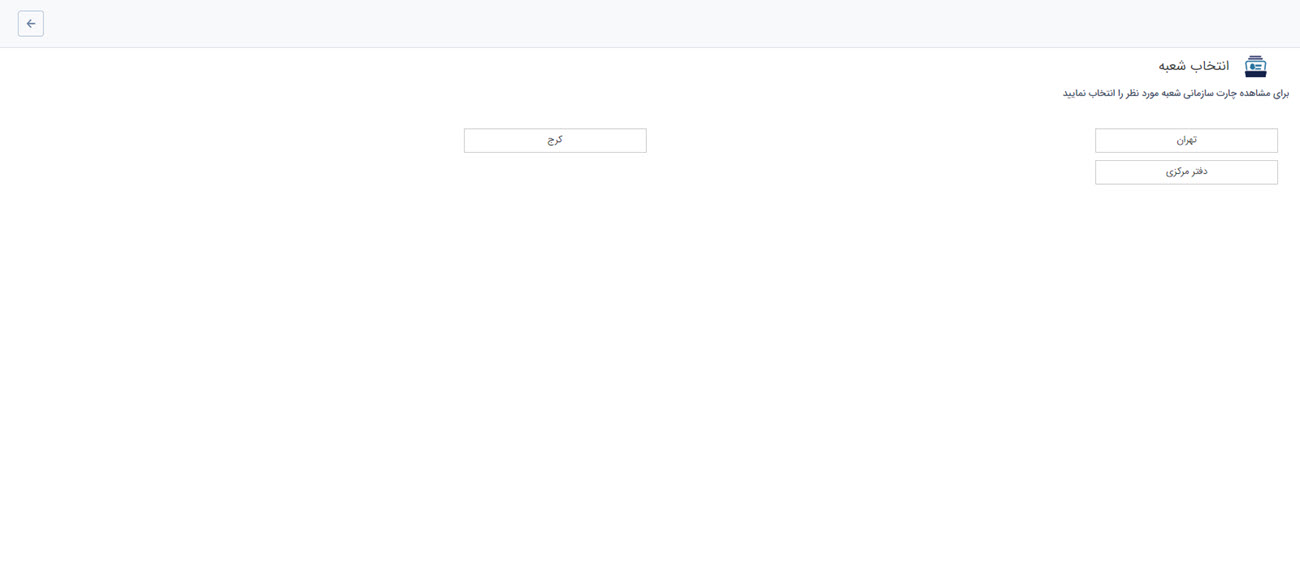 انتخاب شعبه
برای مشاهده چارت سازمانی شعبه مورد نظر را انتخاب نمایید
تهران
کرج
دفتر مرکزی